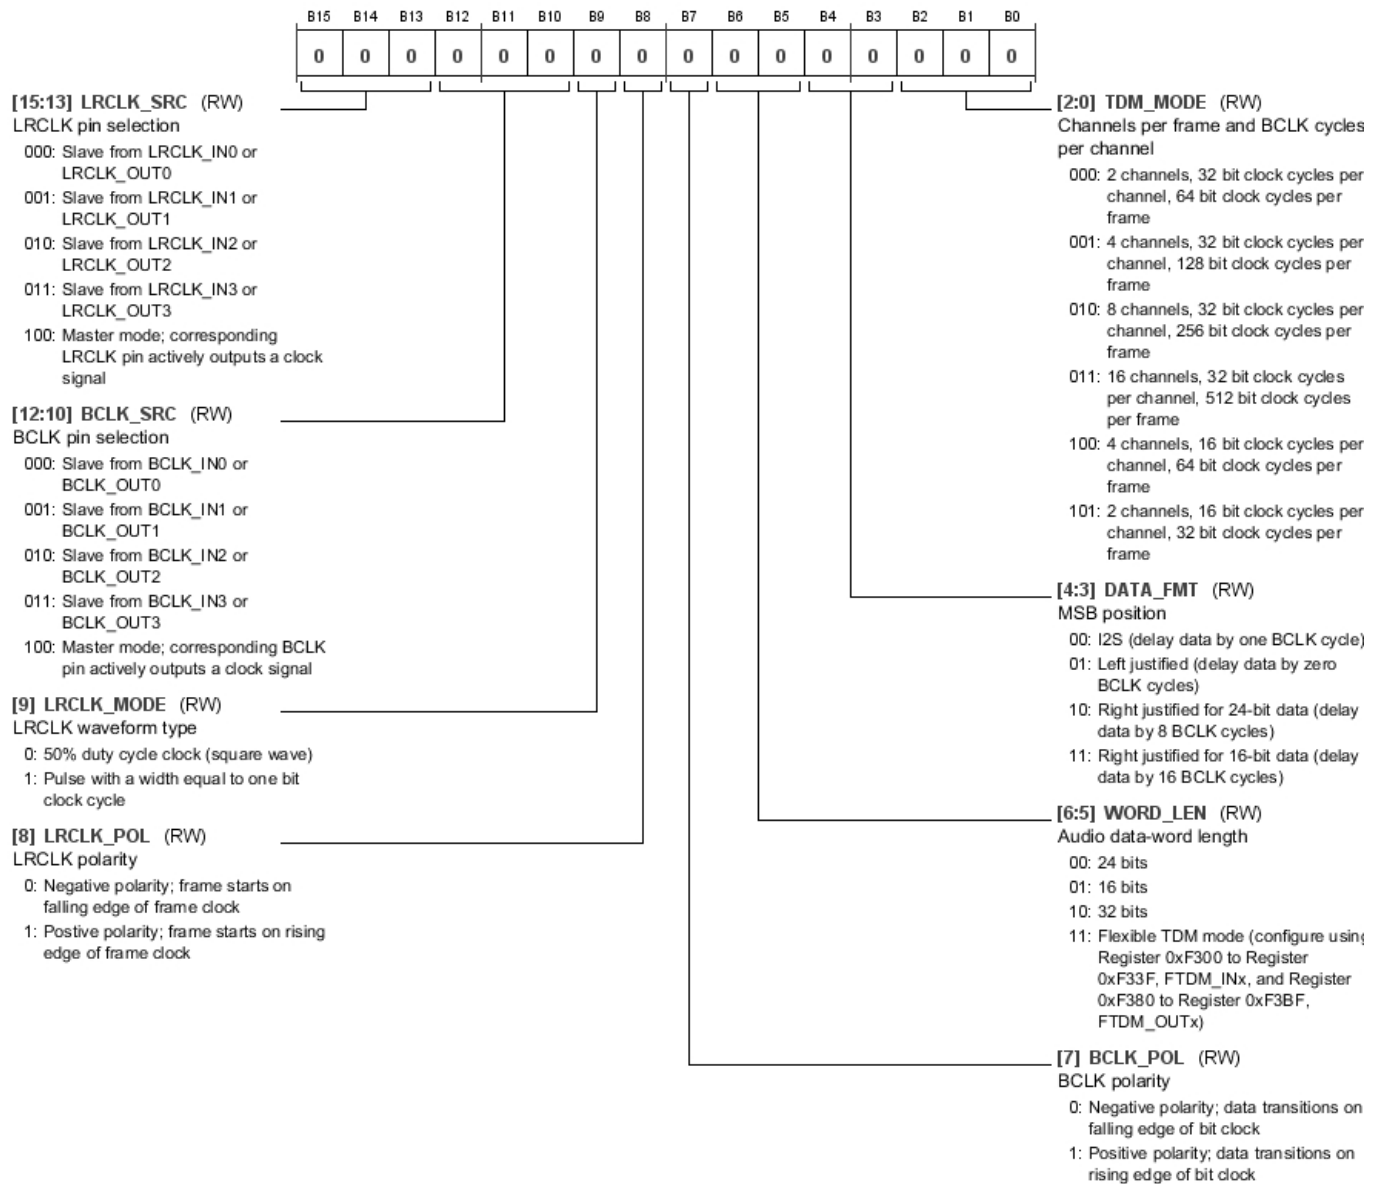 B15 B14 B13 B12 B11 B10 B9 B8 B7 B6 B5 B4 B3 B2 B1 B0
0 0 0 0 0 0 0 0 0 0 0 0 0 0 0 0
[15:13] LRCLK_SRC (RW)
LRCLK pin selection
000: Slave from LRCLK_IN0 or
LRCLK_OUT0
001: Slave from LRCLK_IN1 or
LRCLK_OUT1
010: Slave from LRCLK_IN2 or
LRCLK_OUT2
011: Slave from LRCLK_IN3 or
LRCLK_OUT3
100: Master mode; corresponding
LRCLK pin actively outputs a clock
signal
[12:10] BCLK_SRC (RW)
BCLK pin selection
000: Slave from BCLK_IN0 or
BCLK_OUT0
001: Slave from BCLK_IN1 or
BCLK_OUT1
010: Slave from BCLK_IN2 or
BCLK_OUT2
011: Slave from BCLK_IN3 or
BCLK_OUT3
100: Master mode; corresponding BCLK
pin actively outputs a clock signal
[9] LRCLK_MODE (RW)
LRCLK waveform type
0: 50% duty cycle clock (square wave)
1: Pulse with a width equal to one bit
clock cycle
[8] LRCLK_POL (RW)
LRCLK polarity
0: Negative polarity; frame starts on
falling edge of frame clock
1: Postive polarity; frame starts on rising
edge of frame clock
[2:0] TDM_MODE (RW)
Channels per frame and BCLK cycles
per channel
000: 2 channels, 32 bit clock cycles per
channel, 64 bit clock cycles per
frame
001: 4 channels, 32 bit clock cycles per
channel, 128 bit clock cycles per
frame
010: 8 channels, 32 bit clock cycles per
channel, 256 bit clock cycles per
frame
011: 16 channels, 32 bit clock cycles
per channel, 512 bit clock cycles
per frame
100: 4 channels, 16 bit clock cycles per
channel, 64 bit clock cycles per
frame
101: 2 channels, 16 bit clock cycles per
channel, 32 bit clock cycles per
frame
[4:3] DATA_FMT (RW)
MSB position
00: I2S (delay data by one BCLK cycle)
01: Left justified (delay data by zero
BCLK cycles)
10: Right justified for 24-bit data (delay
data by 8 BCLK cycles)
11: Right justified for 16-bit data (delay
data by 16 BCLK cycles)
[6:5] WORD_LEN (RW)
Audio data-word length
00: 24 bits
01: 16 bits
10: 32 bits
11: Flexible TDM mode (configure using
Register 0xF300 to Register
0xF33F, FTDM_INx, and Register
0xF380 to Register 0xF3BF,
FTDM_OUTx)
[7] BCLK_POL (RW)
BCLK polarity
0: Negative polarity; data transitions on
falling edge of bit clock
1: Positive polarity; data transitions on
rising edge of bit clock